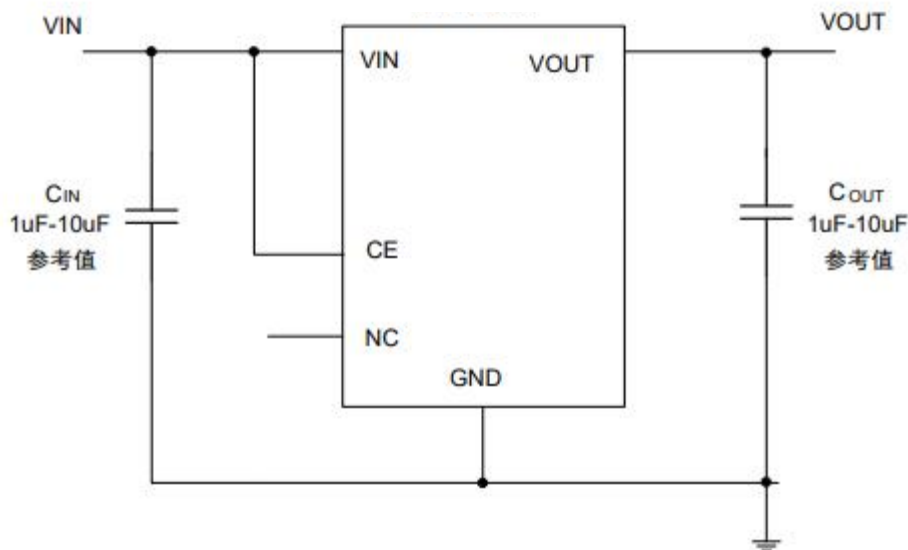 VIN
VOUT
VIN
VOUT
CIN
1uF-10uF
参考值
COUT
1uF-10uF
参考值
CE
NC
GND